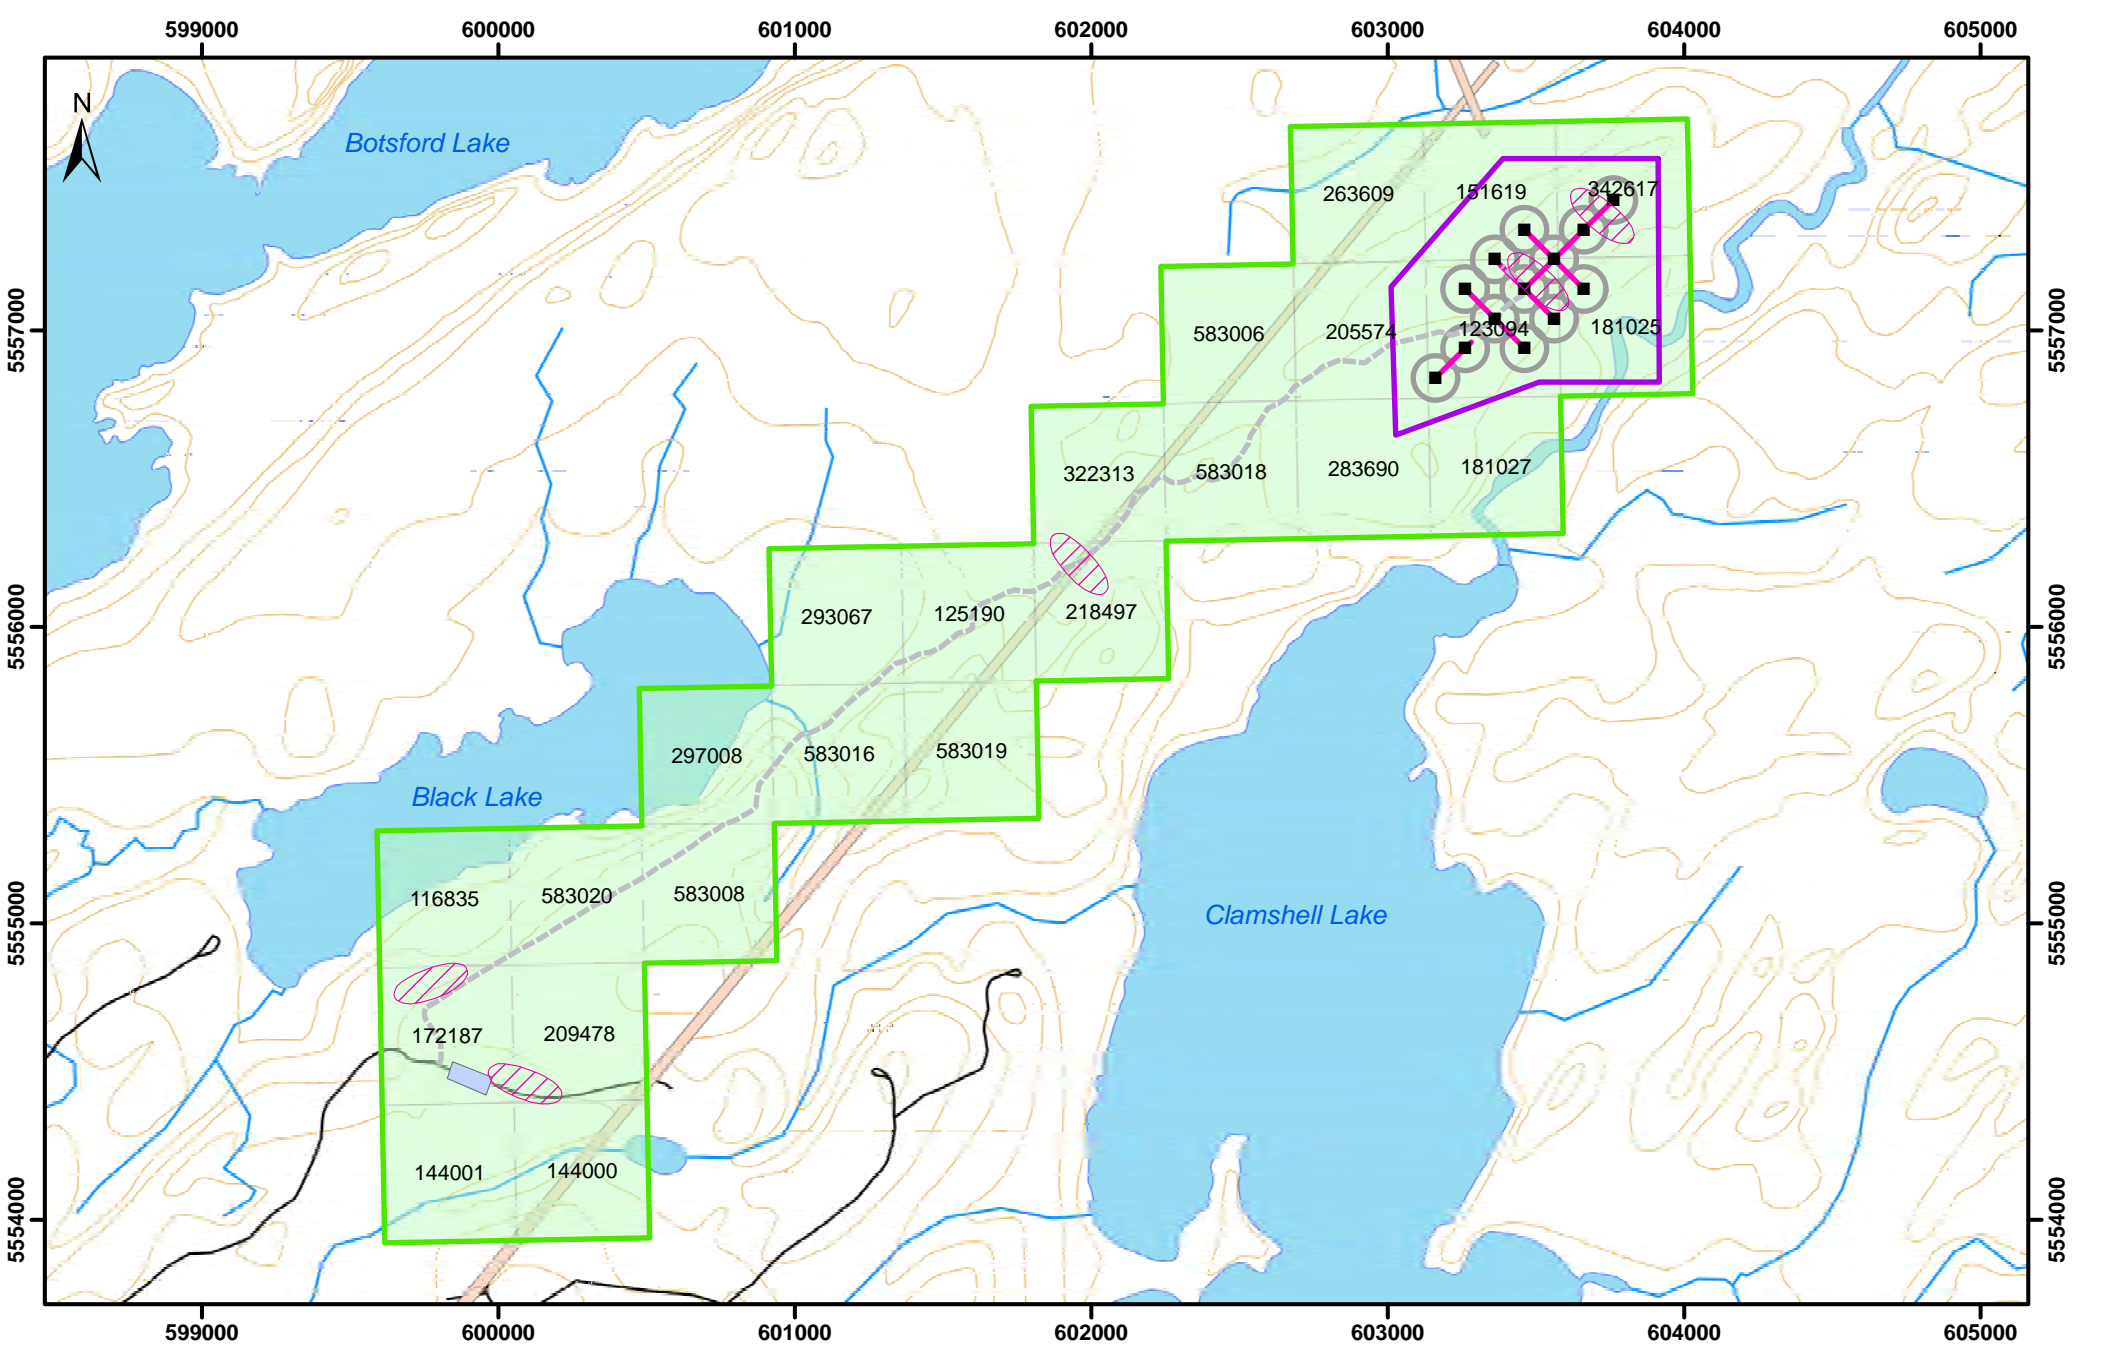 599000 600000 601000 602000 603000 604000 605000
N
Botsford Lake
263609 151619 342617
5557000 583006 205574 123094 181025 5557000
322313 583018 283690 181027
5556000 293067 125190 218497 5556000
297008 583016 583019
Black Lake
5555000 116835 583020 583008 Clamshell Lake 5555000
172187 209478
5554000 144001 144000 5554000
599000 600000 601000 602000 603000 604000 605000